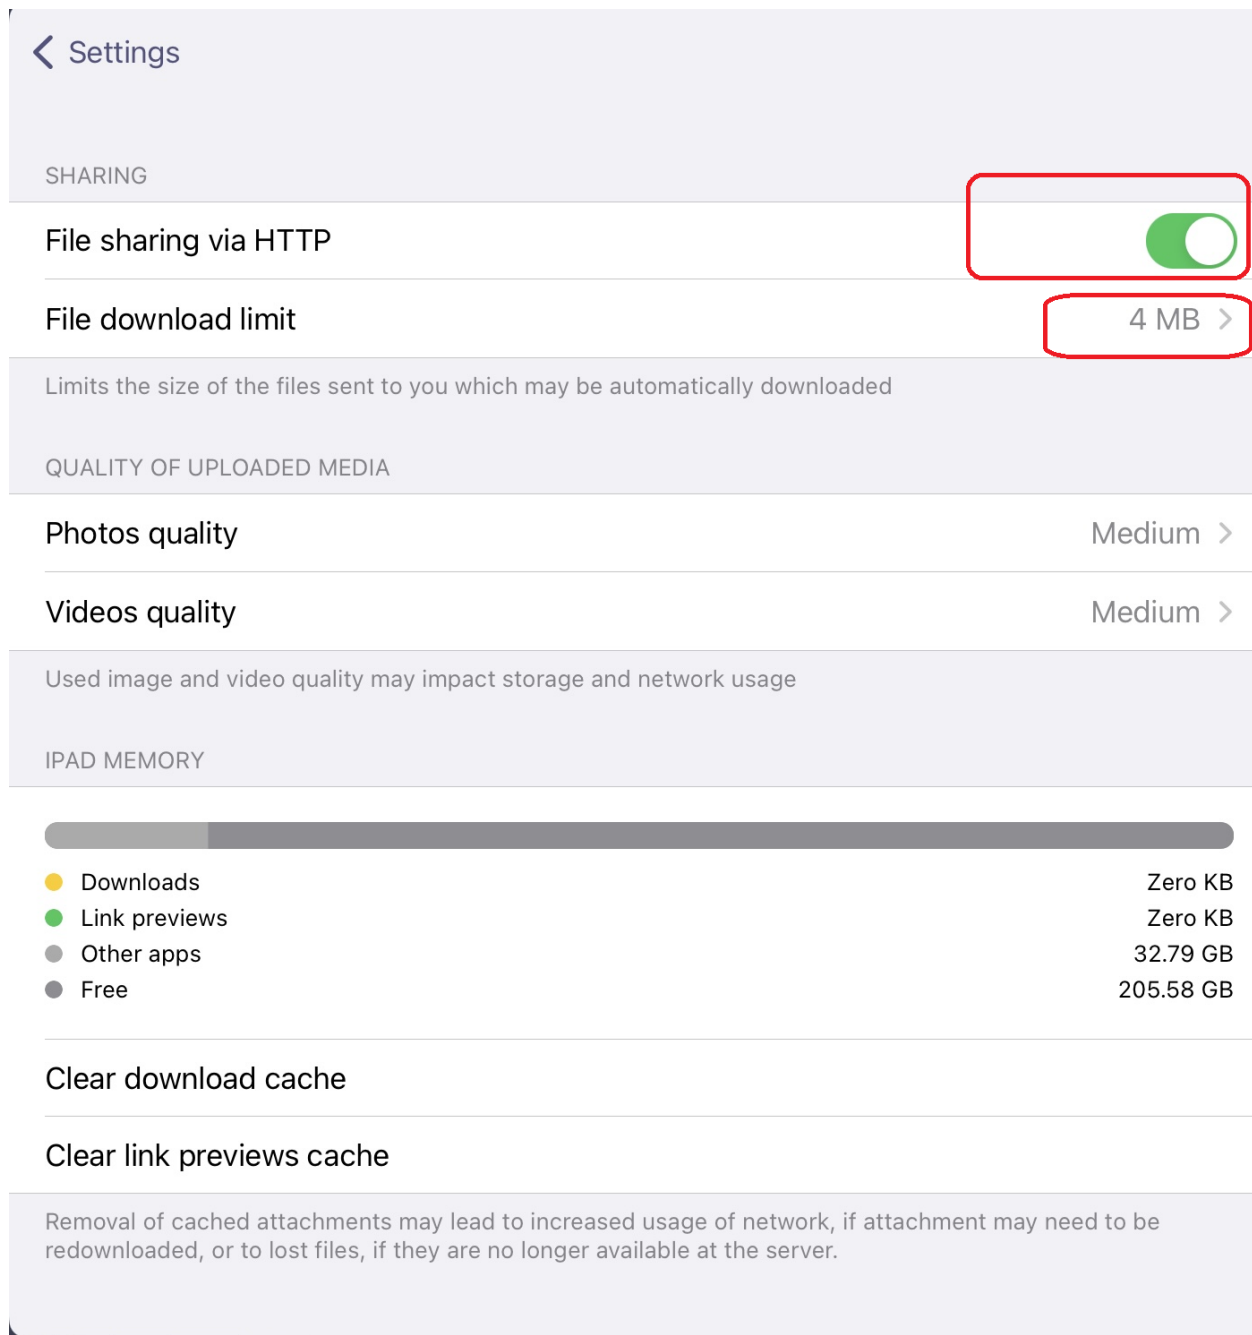 Settings
SHARING
File sharing via HTTP
File download limit
4 MB
Limits the size of the files sent to you which may be automatically downloaded
QUALITY OF UPLOADED MEDIA
Photos quality
Medium
Videos quality
Medium
Used image and video quality may impact storage and network usage
IPAD MEMORY
Downloads
Zero KB
Link previews
Zero KB
Other apps
32.79 GB
Free
205.58 GB
Clear download cache
Clear link previews cache
Removal of cached attachments may lead to increased usage of network, if attachment may need to be
redownloaded, or to lost files, if they are no longer available at the server.